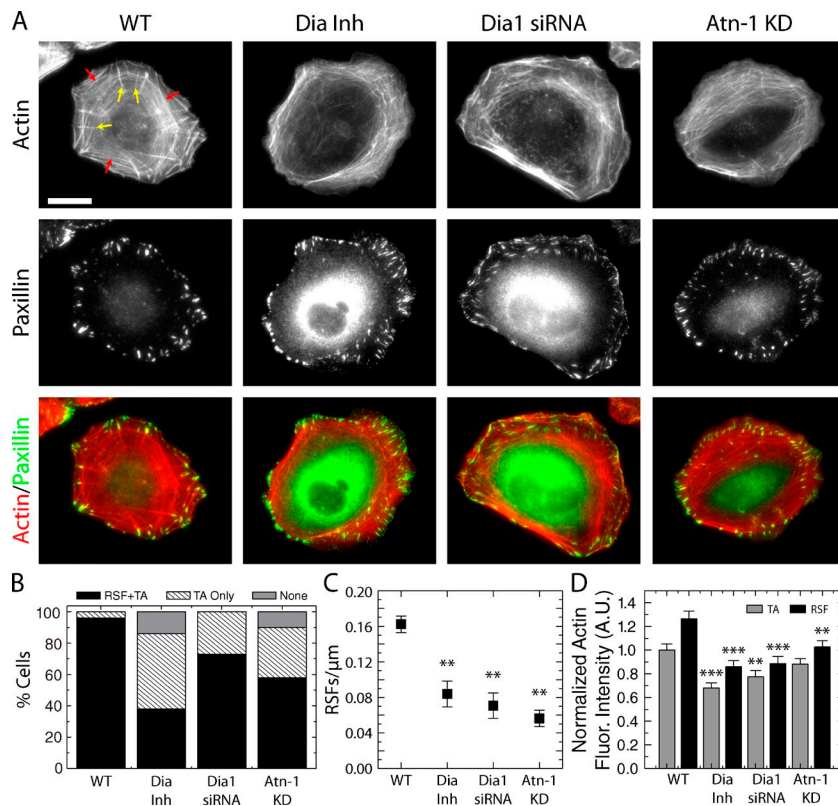 A
WT
Dia Inh
Dia1 siRNA
Atn-1 KD
Actin
Paxillin
Actin/Paxillin
B
RSF+TA
TA Only
None
% Cells
100
80
60
40
20
0
WT
Dia
Inh
Dia1
siRNA
Atn-1
KD
C
RSFs/µm
0.20
0.16
0.12
0.08
0.04
0.00
**
**
**
WT
Dia
Inh
Dia1
siRNA
Atn-1
KD
D
Normalized Actin
Fluor. Intensity (A.U.)
TA
RSF
1.4
1.2
1.0
0.8
0.6
0.4
0.2
0.0
***
***
**
***
**
WT
Dia
Inh
Dia1
siRNA
Atn-1
KD